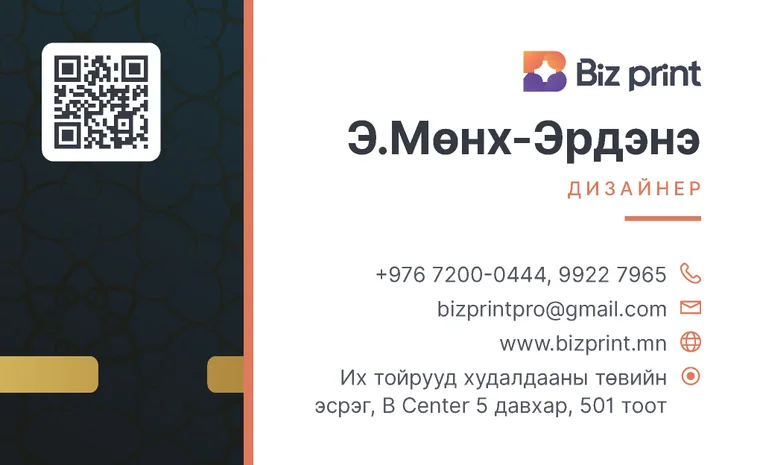 Biz print
Э.Мөнх-Эрдэнэ
ДИЗАЙНЕР
+976 7200-0444, 9922 7965
bizprintpro@gmail.com
www.bizprint.mn
Их тойрууд худалдааны төвийн
эсрэг, B Center 5 давхар, 501 тоот